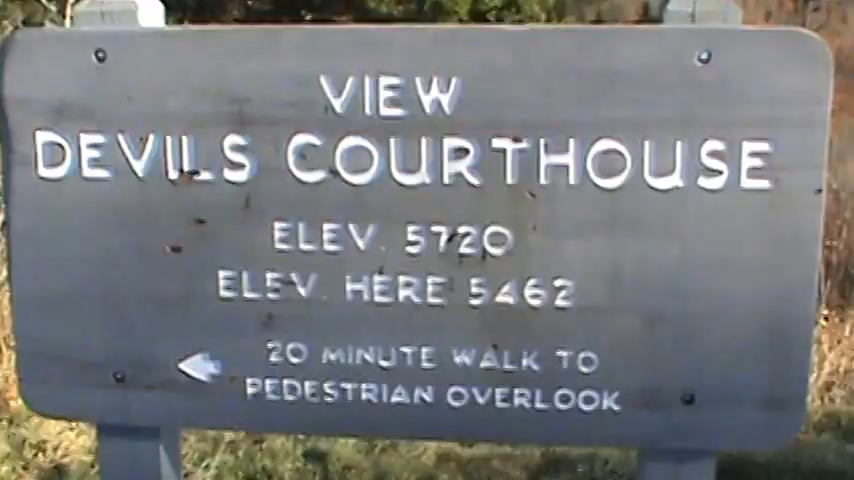 VIEW
DEVILS COURTHOUSE
ELEV. 5720
ELEV. HERE 5462
20 MINUTE WALK TO
PEDESTRIAN OVERLOOK